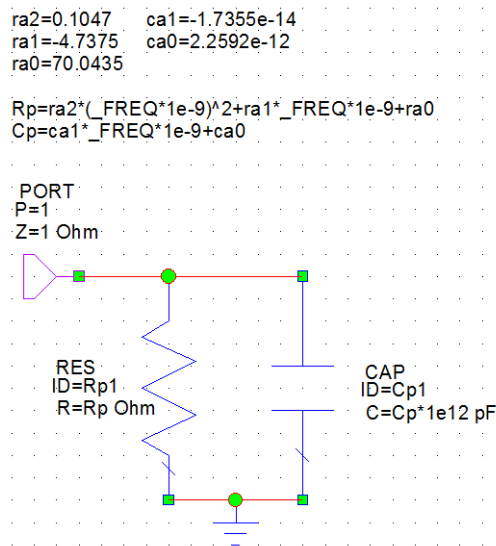 ra2=0.1047 ca1=-1.7355e-14
ra1=-4.7375 ca0=2.2592e-12
ra0=70.0435
Rp=ra2*(_FREQ*1e-9)^2+ra1*_FREQ*1e-9+ra0
Cp=ca1*_FREQ*1e-9+ca0
PORT
P=1
Z=1 Ohm
RES
ID=Rp1
R=Rp Ohm
CAP
ID=Cp1
C=Cp*1e12 pF